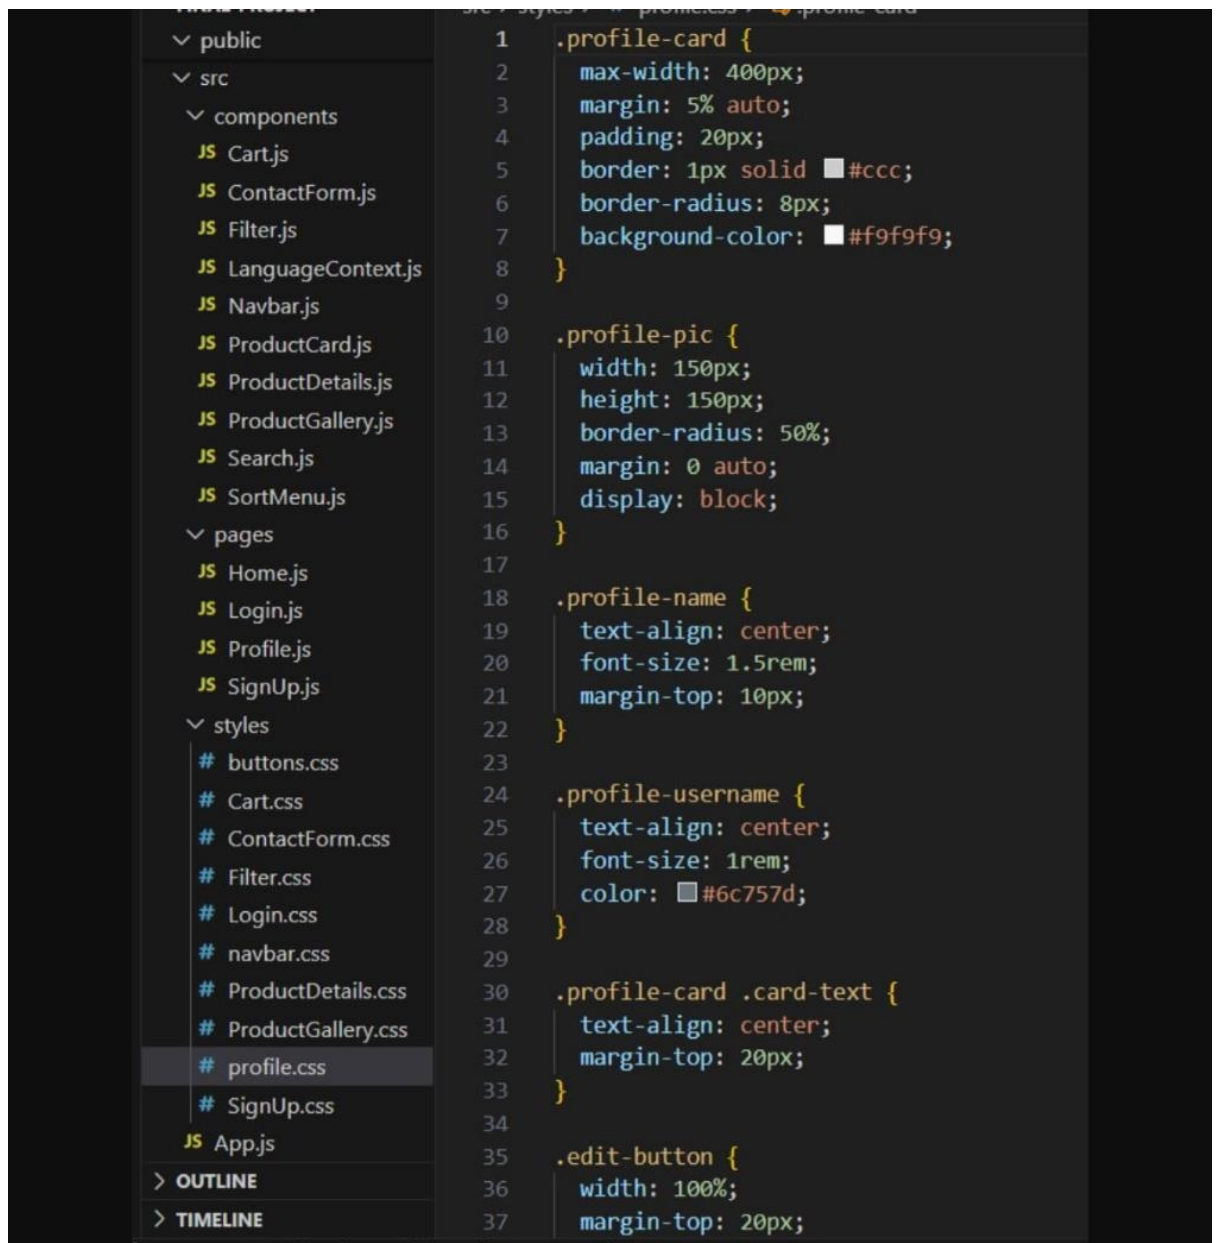 FINAL PROJECT
src > styles > # profile.css > .profile-card
public
src
components
JS Cart.js
JS ContactForm.js
JS Filter.js
JS LanguageContext.js
JS Navbar.js
JS ProductCard.js
JS ProductDetails.js
JS ProductGallery.js
JS Search.js
JS SortMenu.js
pages
JS Home.js
JS Login.js
JS Profile.js
JS SignUp.js
styles
# buttons.css
# Cart.css
# ContactForm.css
# Filter.css
# Login.css
# navbar.css
# ProductDetails.css
# ProductGallery.css
# profile.css
# SignUp.css
JS App.js
> OUTLINE
> TIMELINE
1 .profile-card {
2 max-width: 400px;
3 margin: 5% auto;
4 padding: 20px;
5 border: 1px solid #ccc;
6 border-radius: 8px;
7 background-color: #f9f9f9;
8 }
9
10 .profile-pic {
11 width: 150px;
12 height: 150px;
13 border-radius: 50%;
14 margin: 0 auto;
15 display: block;
16 }
17
18 .profile-name {
19 text-align: center;
20 font-size: 1.5rem;
21 margin-top: 10px;
22 }
23
24 .profile-username {
25 text-align: center;
26 font-size: 1rem;
27 color: #6c757d;
28 }
29
30 .profile-card .card-text {
31 text-align: center;
32 margin-top: 20px;
33 }
34
35 .edit-button {
36 width: 100%;
37 margin-top: 20px;